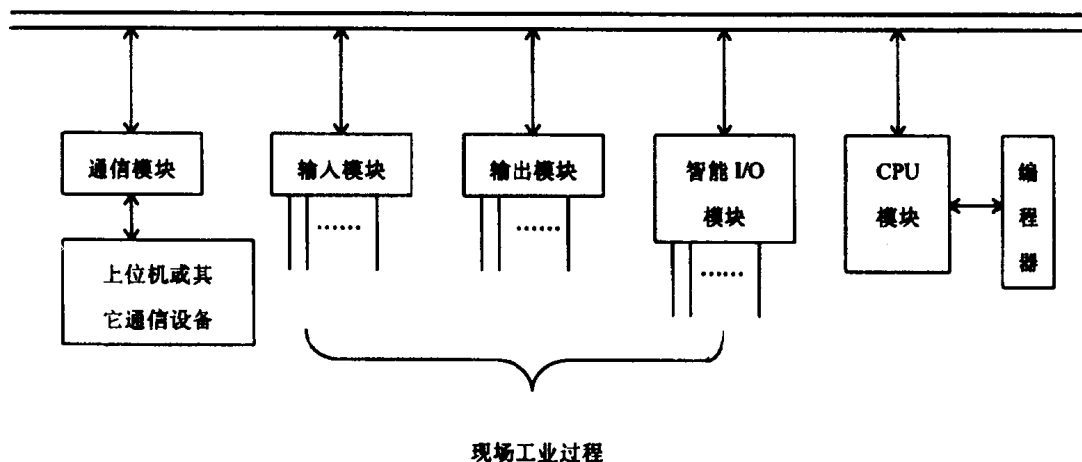 通信模块
输入模块
输出模块
智能 I/O
模块
CPU
模块
编
程
器
上位机或其
它通信设备
······
······
······
现场工业过程